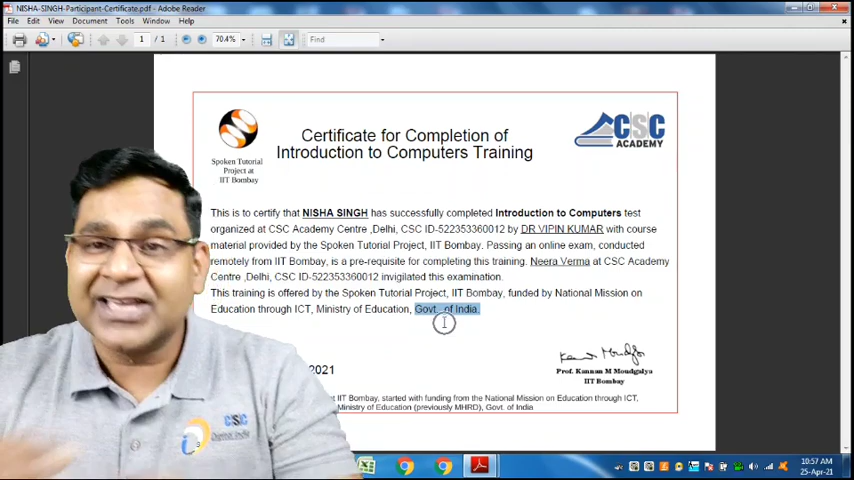 NISHA-SINGH-Participant-Certificate.pdf - Adobe Reader
File Edit View Document Tools Window Help
1 / 1 70.4% Find
Certificate for Completion of
Introduction to Computers Training
Spoken Tutorial
Project at
IIT Bombay
CSC
ACADEMY
This is to certify that NISHA SINGH has successfully completed Introduction to Computers test
organized at CSC Academy Centre ,Delhi, CSC ID-522353360012 by DR VIPIN KUMAR with course
material provided by the Spoken Tutorial Project, IIT Bombay. Passing an online exam, conducted
remotely from IIT Bombay, is a pre-requisite for completing this training. Neera Verma at CSC Academy
Centre ,Delhi, CSC ID-522353360012 invigilated this examination.
This training is offered by the Spoken Tutorial Project, IIT Bombay, funded by National Mission on
Education through ICT, Ministry of Education, Govt. of India.
2021
Prof. Kannan M Moudgalya
IIT Bombay
at IIT Bombay, started with funding from the National Mission on Education through ICT,
Ministry of Education (previously MHRD), Govt. of India
CSC
Digital India
10:57 AM
25-Apr-21